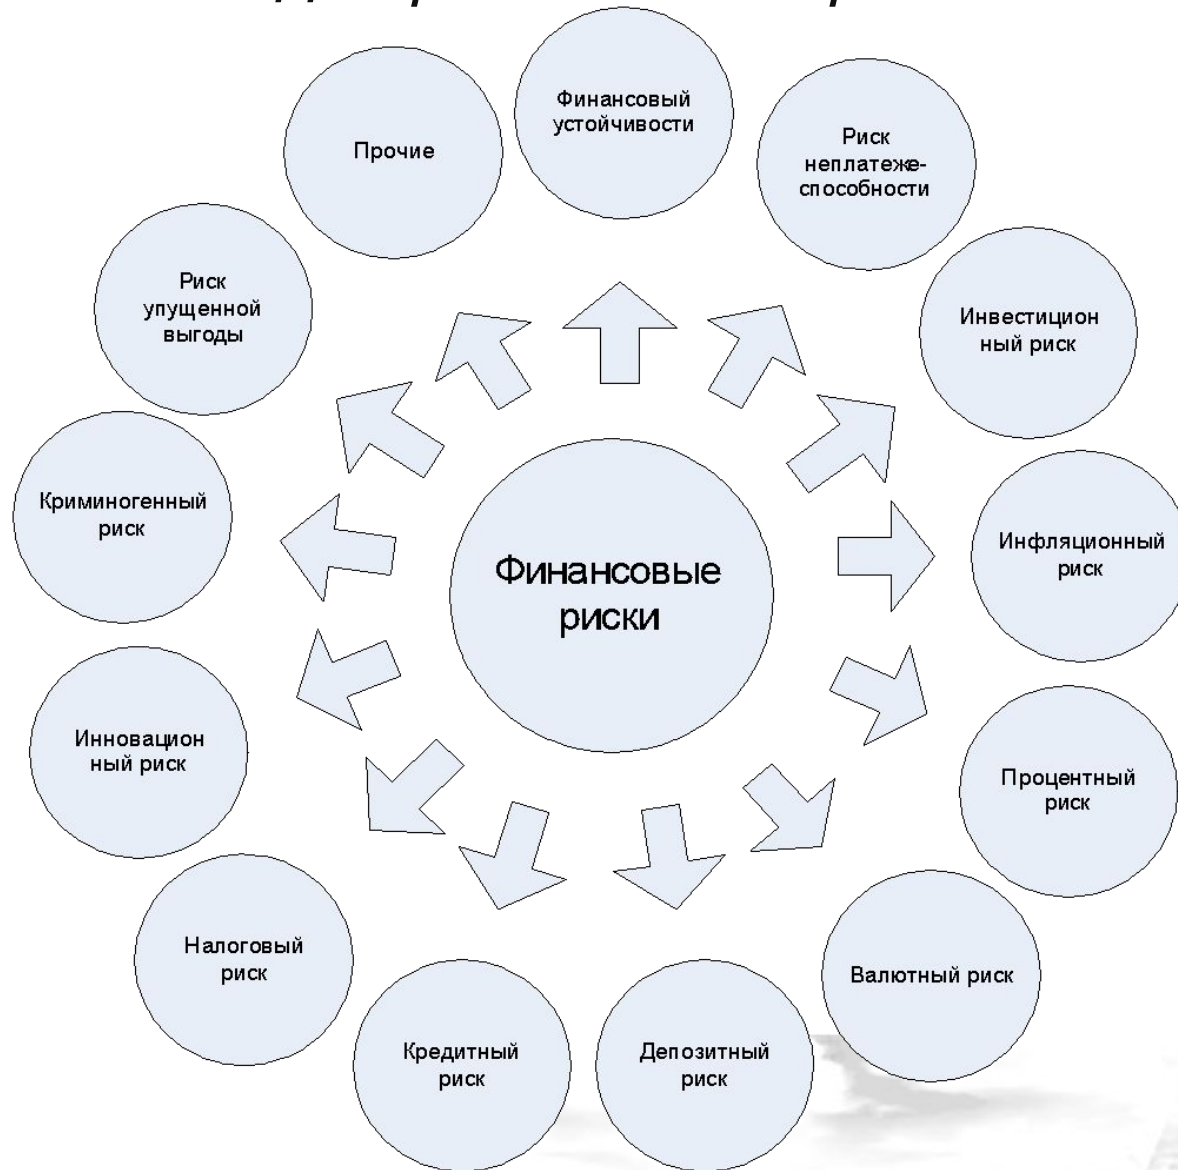 Финансовый
устойчивости
Риск
неплатеже-
способности
Инвестицион
ный риск
Инфляционный
риск
Процентный
риск
Валютный риск
Депозитный
риск
Кредитный
риск
Налоговый
риск
Инновацион
ный риск
Криминогенный
риск
Риск
упущенной
выгоды
Прочие
Финансовые
риски